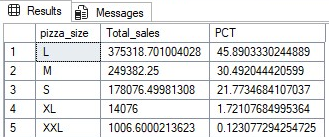 Results Messages
pizza_size Total_sales PCT
1 L 375318.701004028 45.8903330244889
2 M 249382.25 30.492044420599
3 S 178076.49981308 21.7734684107037
4 XL 14076 1.72107684995364
5 XXL 1006.6000213623 0.123077294254725